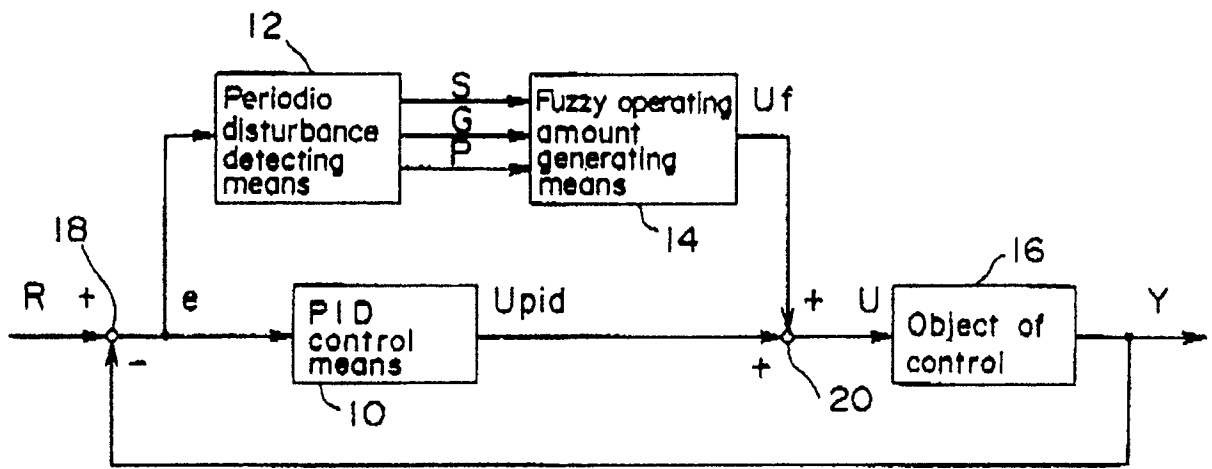 12
Periodio
disturbance
detecting
means
S
G
P
Fuzzy operating
amount
generating
means
Uf
14
18
R
+
-
e
PID
control
means
10
Upid
+
+
20
U
16
Object of
control
Y